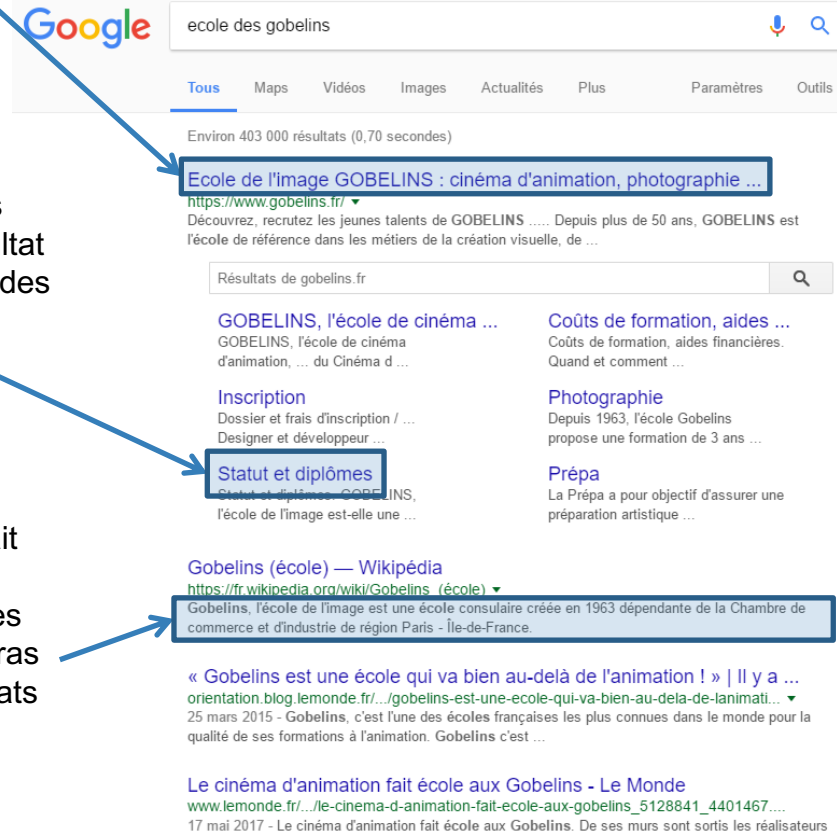 Google
ecole des gobelins
Tous Maps Vidéos Images Actualités Plus Paramètres Outils
Environ 403 000 résultats (0,70 secondes)
Ecole de l'image GOBELINS : cinéma d'animation, photographie ...
https://www.gobelins.fr/
Découvrez, recrutez les jeunes talents de GOBELINS ..... Depuis plus de 50 ans, GOBELINS est
l'école de référence dans les métiers de la création visuelle, de ...
des
Résultats de gobelins.fr
GOBELINS, l'école de cinéma ...
GOBELINS, l'école de cinéma
d'animation, ... du Cinéma d ...
Coûts de formation, aides ...
Coûts de formation, aides financières.
Quand et comment ...
Inscription
Dossier et frais d'inscription / ...
Designer et développeur ...
Photographie
Depuis 1963, l'école Gobelins
propose une formation de 3 ans ...
Statut et diplômes
Statut et diplômes. GOBELINS,
l'école de l'image est-elle une ...
Prépa
La Prépa a pour objectif d'assurer une
préparation artistique ...
Gobelins (école) — Wikipédia
https://fr.wikipedia.org/wiki/Gobelins_(école)
Gobelins, l'école de l'image est une école consulaire créée en 1963 dépendante de la Chambre de
commerce et d'industrie de région Paris - Île-de-France.
« Gobelins est une école qui va bien au-delà de l'animation ! » | Il y a ...
orientation.blog.lemonde.fr/.../gobelins-est-une-ecole-qui-va-bien-au-dela-de-lanimati...
25 mars 2015 - Gobelins, c'est l'une des écoles françaises les plus connues dans le monde pour la
qualité de ses formations à l'animation. Gobelins c'est ...
Le cinéma d'animation fait école aux Gobelins - Le Monde
www.lemonde.fr/.../le-cinema-d-animation-fait-ecole-aux-gobelins_5128841_4401467....
17 mai 2017 - Le cinéma d'animation fait école aux Gobelins. De ses murs sont sortis les réalisateurs